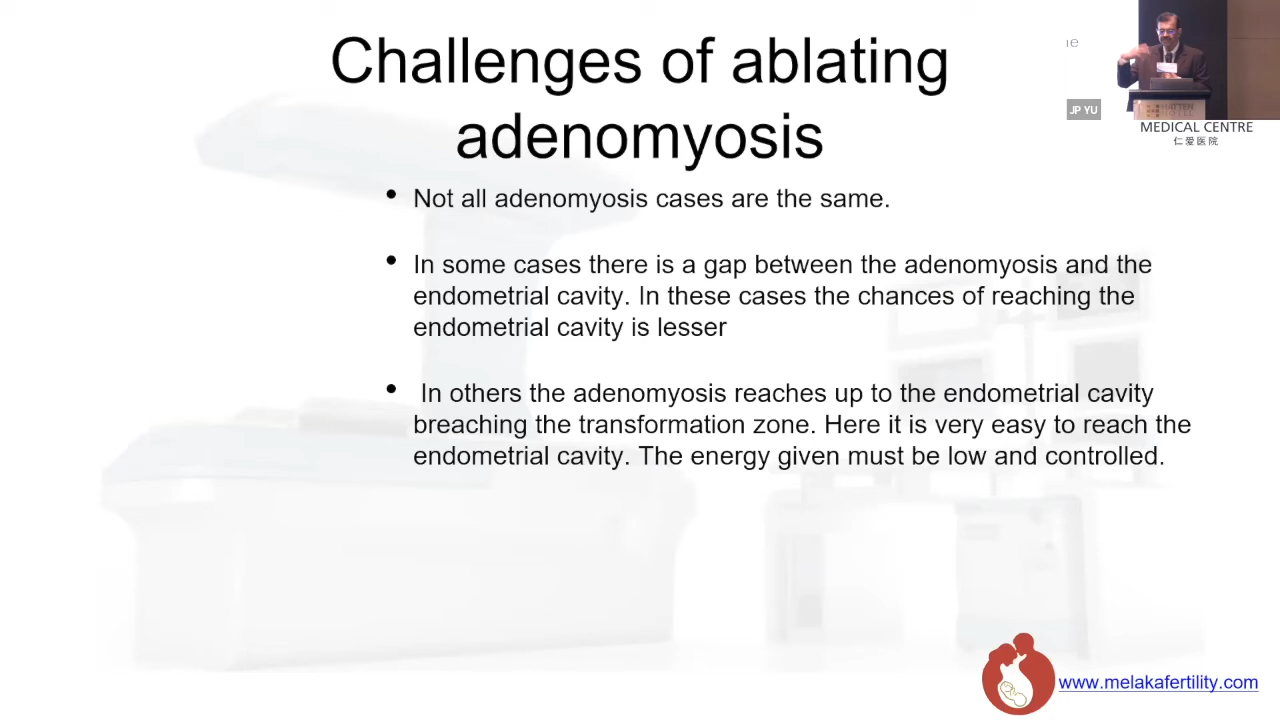 Challenges of ablating
adenomyosis
JP YU
MEDICAL CENTRE
仁爱医院
• Not all adenomyosis cases are the same.
• In some cases there is a gap between the adenomyosis and the
endometrial cavity. In these cases the chances of reaching the
endometrial cavity is lesser
• In others the adenomyosis reaches up to the endometrial cavity
breaching the transformation zone. Here it is very easy to reach the
endometrial cavity. The energy given must be low and controlled.
www.melakafertility.com